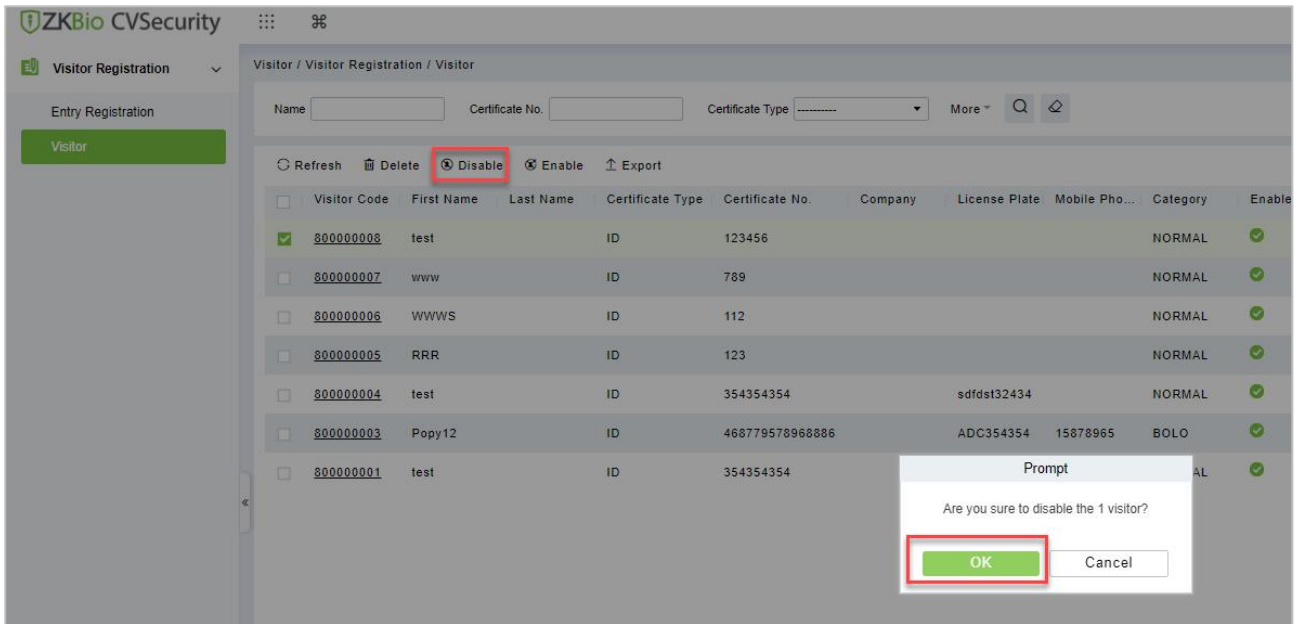 ZKBio CVSecurity
Visitor Registration
Entry Registration
Visitor
Visitor / Visitor Registration / Visitor
Name Certificate No. Certificate Type ---------- More
Refresh Delete Disable Enable Export
Visitor Code First Name Last Name Certificate Type Certificate No. Company License Plate Mobile Pho... Category Enable
800000008 test ID 123456 NORMAL
800000007 www ID 789 NORMAL
800000006 WWWS ID 112 NORMAL
800000005 RRR ID 123 NORMAL
800000004 test ID 354354354 sdfdst32434 NORMAL
800000003 Popy12 ID 468779578968886 ADC354354 15878965 BOLO
800000001 test ID 354354354 AL
Prompt
Are you sure to disable the 1 visitor?
OK Cancel